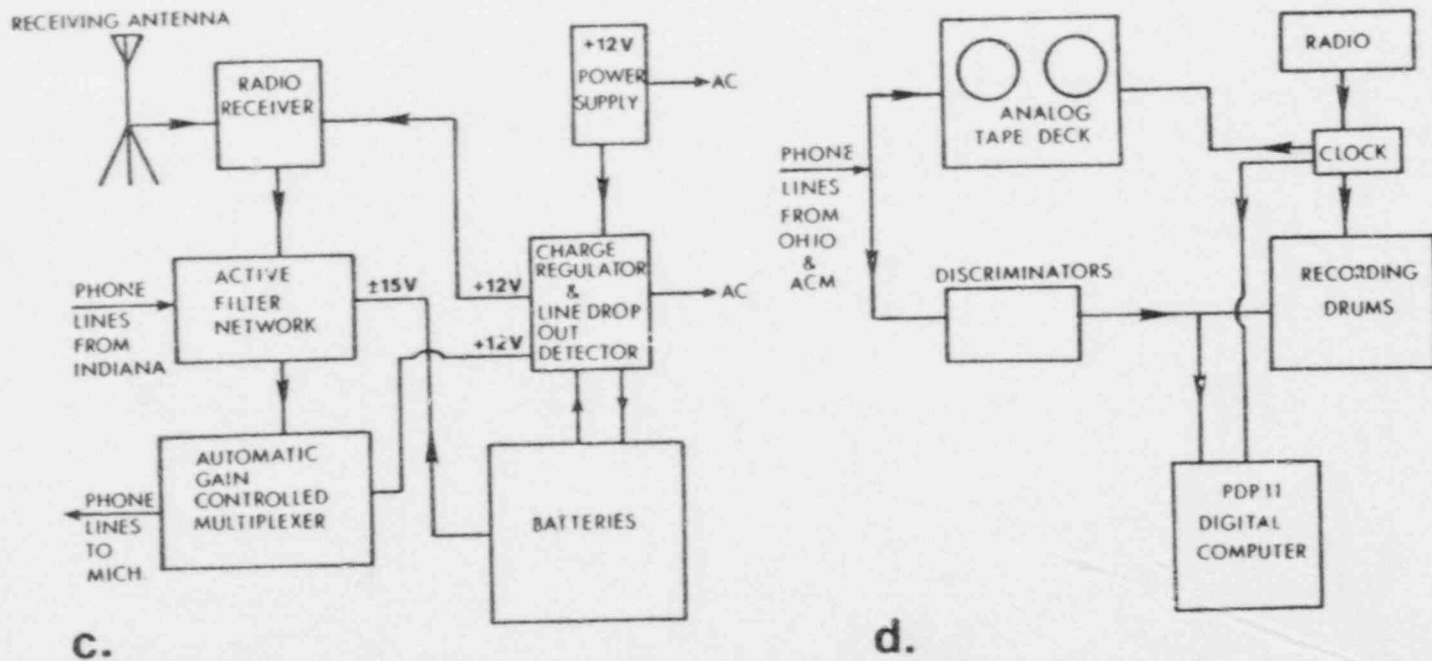 RECEIVING ANTENNA
RADIO
RECEIVER
+12V
POWER
SUPPLY
AC
PHONE
LINES
FROM
INDIANA
ACTIVE
FILTER
NETWORK
±15V
+12V
+12V
CHARGE
REGULATOR
&
LINE DROP
OUT
DETECTOR
AC
PHONE
LINES
TO
MICH.
AUTOMATIC
GAIN
CONTROLLED
MULTIPLEXER
BATTERIES
c.
ANALOG
TAPE DECK
RADIO
CLOCK
PHONE
LINES
FROM
OHIO
&
ACM
DISCRIMINATORS
RECORDING
DRUMS
PDP 11
DIGITAL
COMPUTER
d.